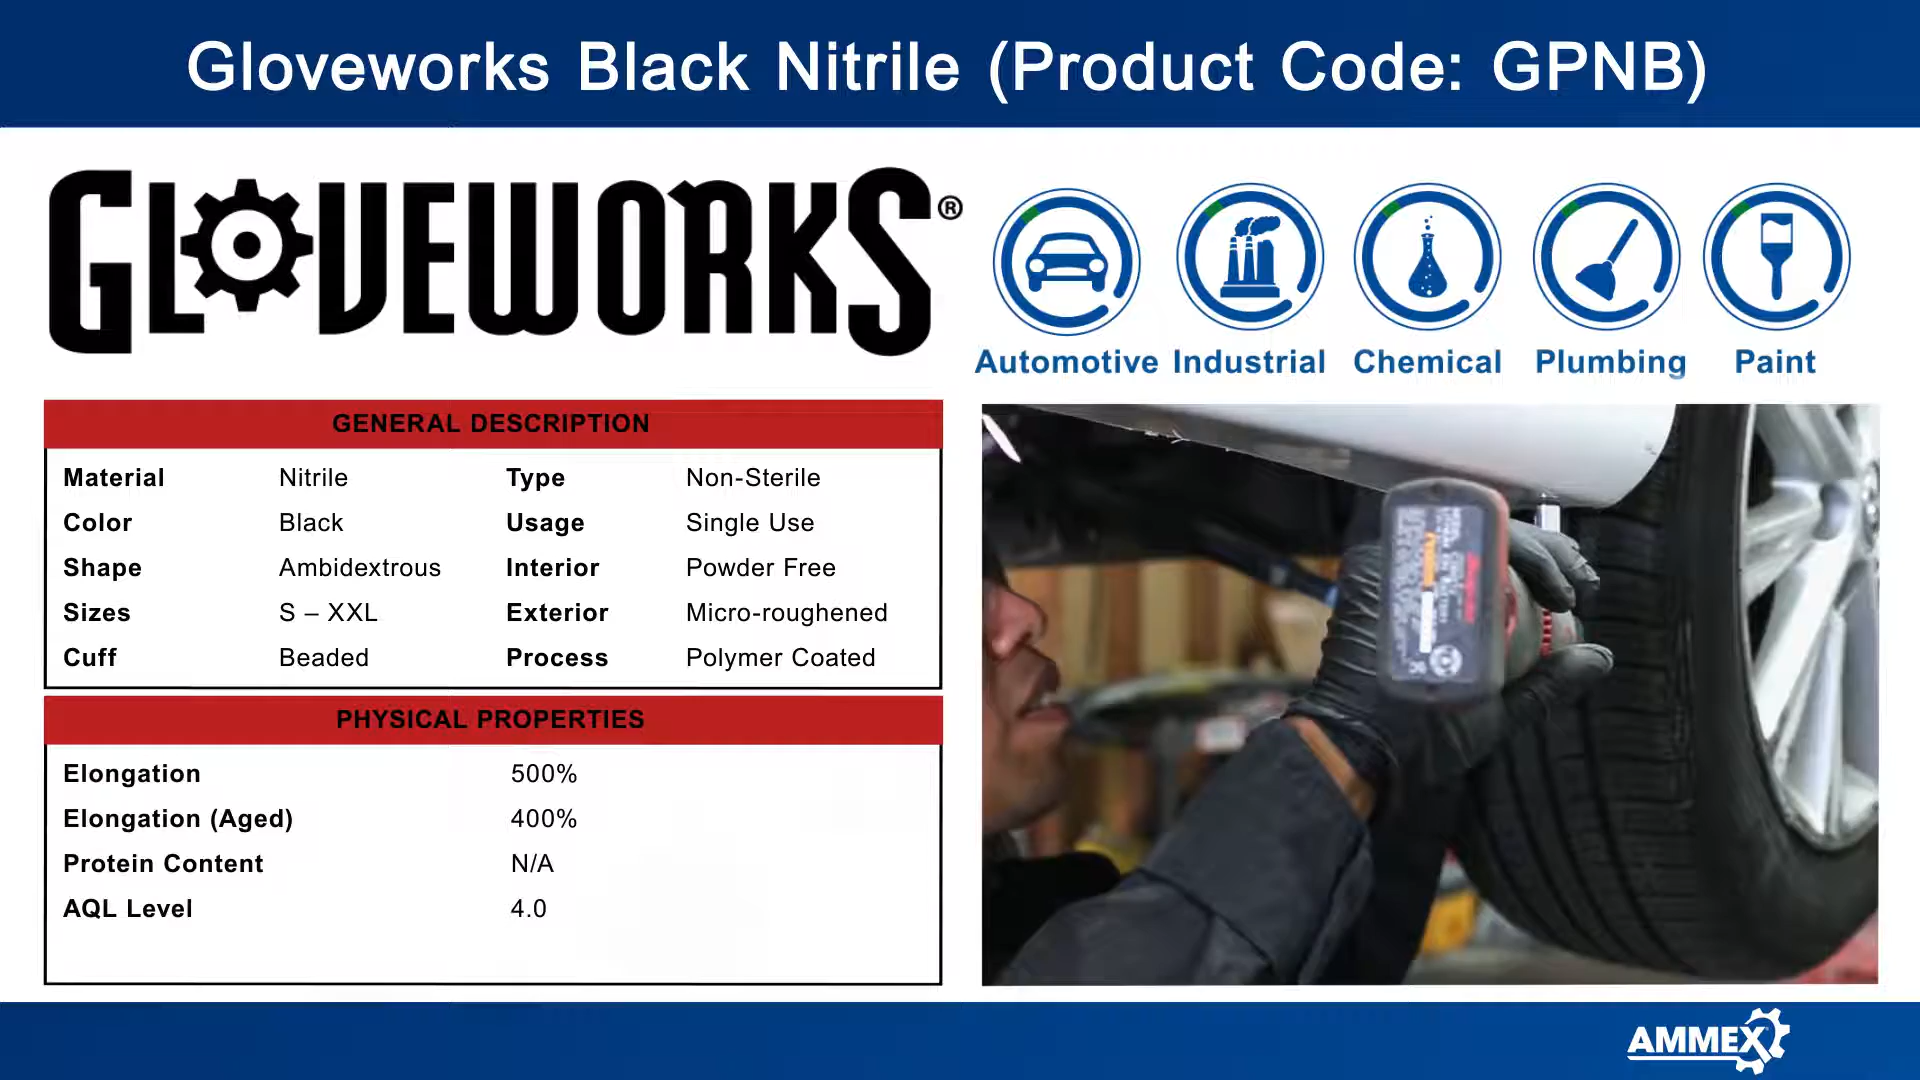 Gloveworks Black Nitrile (Product Code: GPNB)
GLOVEWORKS®
Automotive Industrial Chemical Plumbing Paint
GENERAL DESCRIPTION
Material Nitrile Type Non-Sterile
Color Black Usage Single Use
Shape Ambidextrous Interior Powder Free
Sizes S – XXL Exterior Micro-roughened
Cuff Beaded Process Polymer Coated
PHYSICAL PROPERTIES
Elongation 500%
Elongation (Aged) 400%
Protein Content N/A
AQL Level 4.0
AMMEX